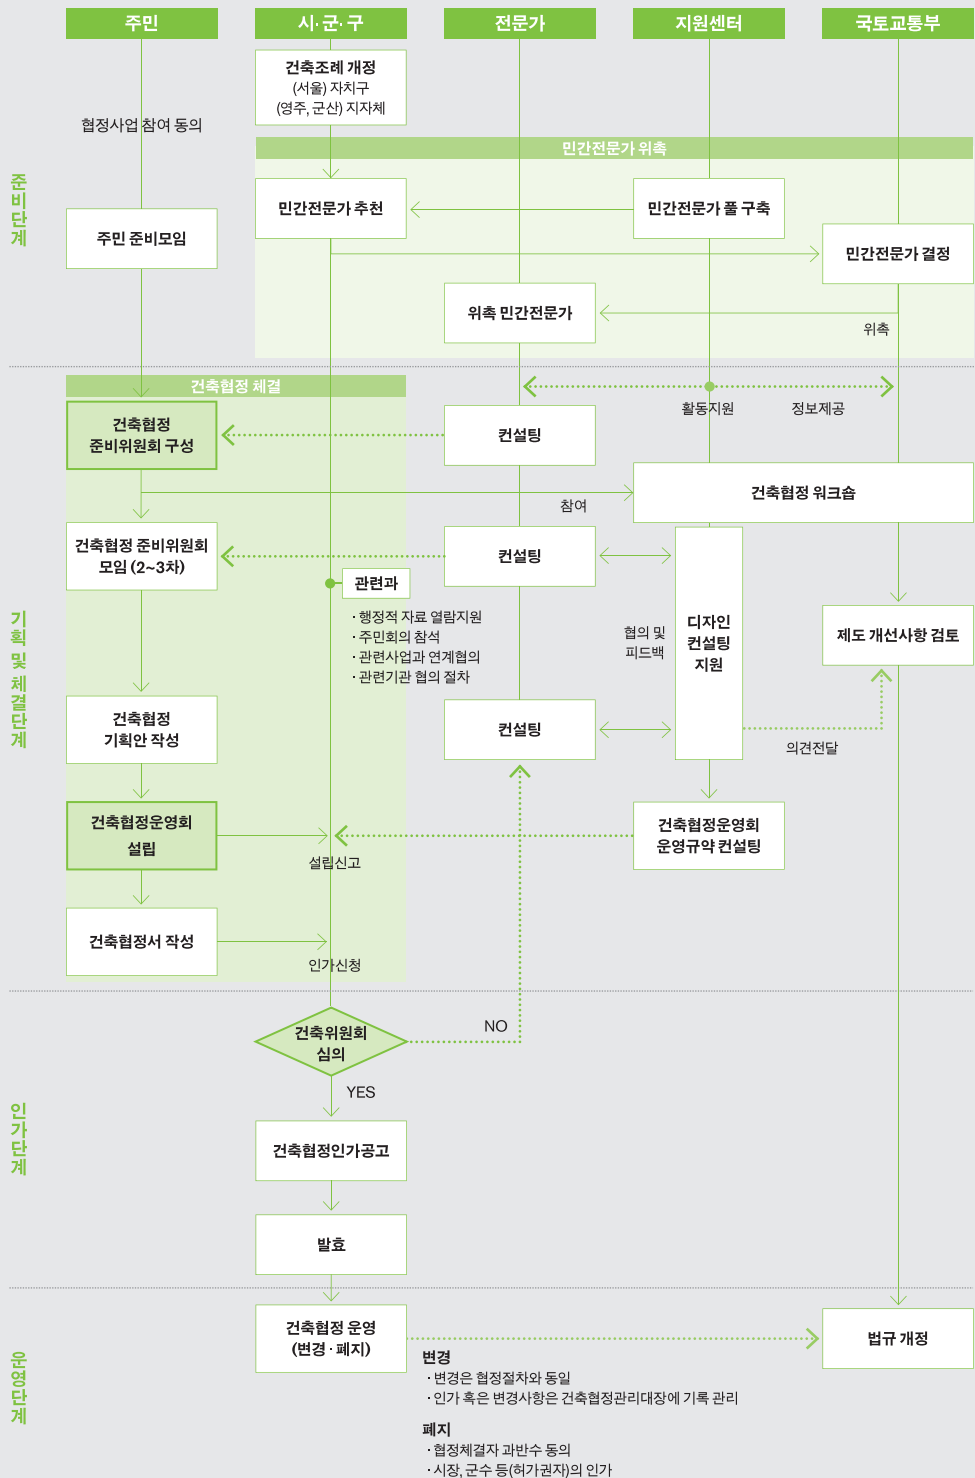 주민
시·군·구
전문가
지원센터
국토교통부
준비단계
건축조례 개정
(서울) 자치구
(영주, 군산) 지자체
협정사업 참여 동의
민간전문가 위촉
민간전문가 추천
민간전문가 풀 구축
주민 준비모임
민간전문가 결정
위촉 민간전문가
위촉
기획 및 체결단계
건축협정 체결
활동지원
정보제공
건축협정
준비위원회 구성
컨설팅
건축협정 워크숍
참여
건축협정 준비위원회
모임 (2~3차)
컨설팅
관련과
· 행정적 자료 열람지원
· 주민회의 참석
· 관련사업과 연계협의
· 관련기관 협의 절차
협의 및
피드백
디자인
컨설팅
지원
제도 개선사항 검토
건축협정
기획안 작성
컨설팅
의견전달
건축협정운영회
설립
설립신고
건축협정운영회
운영규약 컨설팅
건축협정서 작성
인가신청
인가단계
건축위원회
심의
NO
YES
건축협정인가공고
발효
운영단계
건축협정 운영
(변경 · 폐지)
법규 개정
변경
· 변경은 협정절차와 동일
· 인가 혹은 변경사항은 건축협정관리대장에 기록 관리
폐지
· 협정체결자 과반수 동의
· 시장, 군수 등(허가권자)의 인가